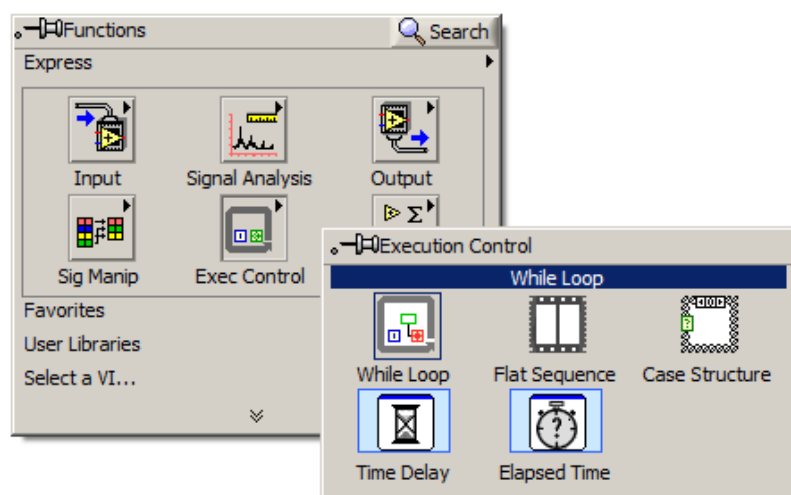 Functions Search
Express
Input Signal Analysis Output
Σ
Sig Manip Exec Control
Execution Control
While Loop
Favorites
User Libraries
Select a VI...
?
While Loop Flat Sequence Case Structure
?
Time Delay Elapsed Time